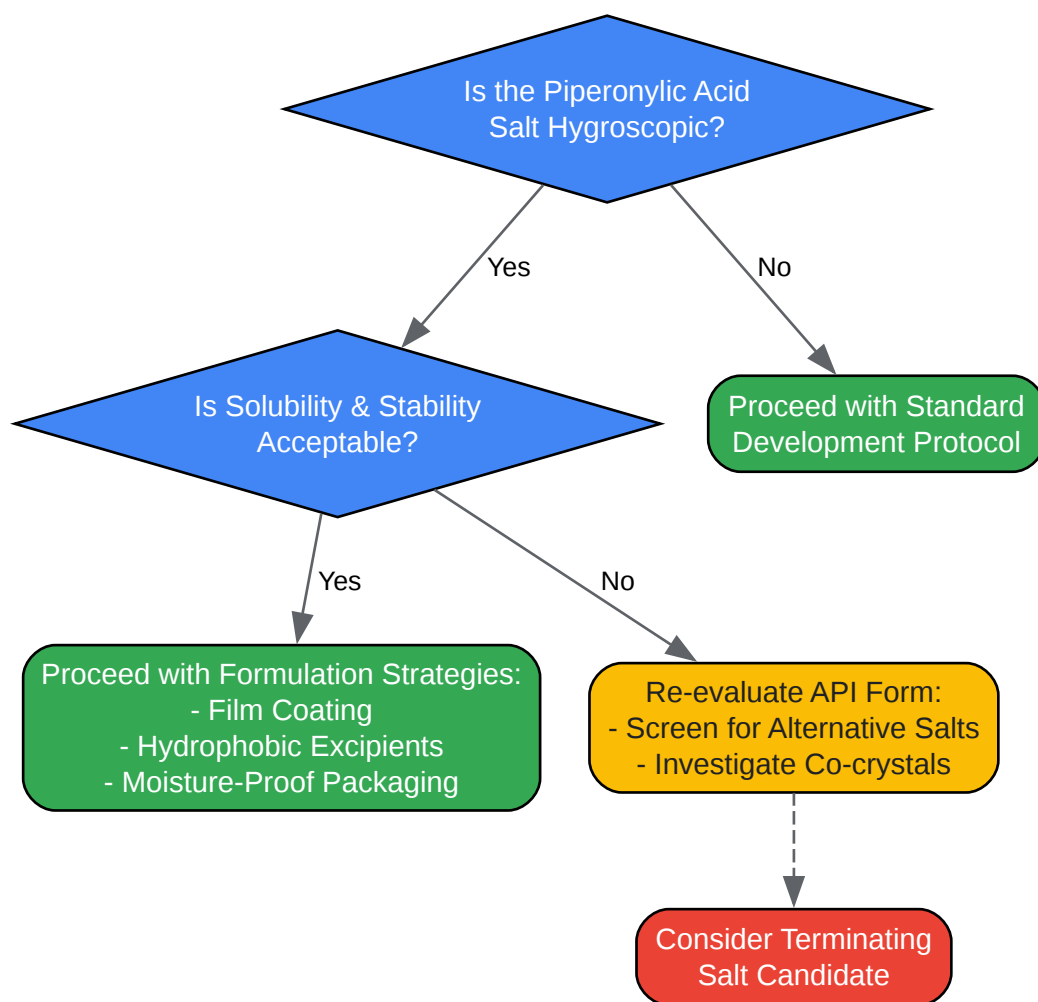 Is the Piperonylic Acid
Salt Hygroscopic?
Yes
No
Is Solubility & Stability
Acceptable?
Proceed with Standard
Development Protocol
Yes
No
Proceed with Formulation Strategies:
- Film Coating
- Hydrophobic Excipients
- Moisture-Proof Packaging
Re-evaluate API Form:
- Screen for Alternative Salts
- Investigate Co-crystals
Consider Terminating
Salt Candidate